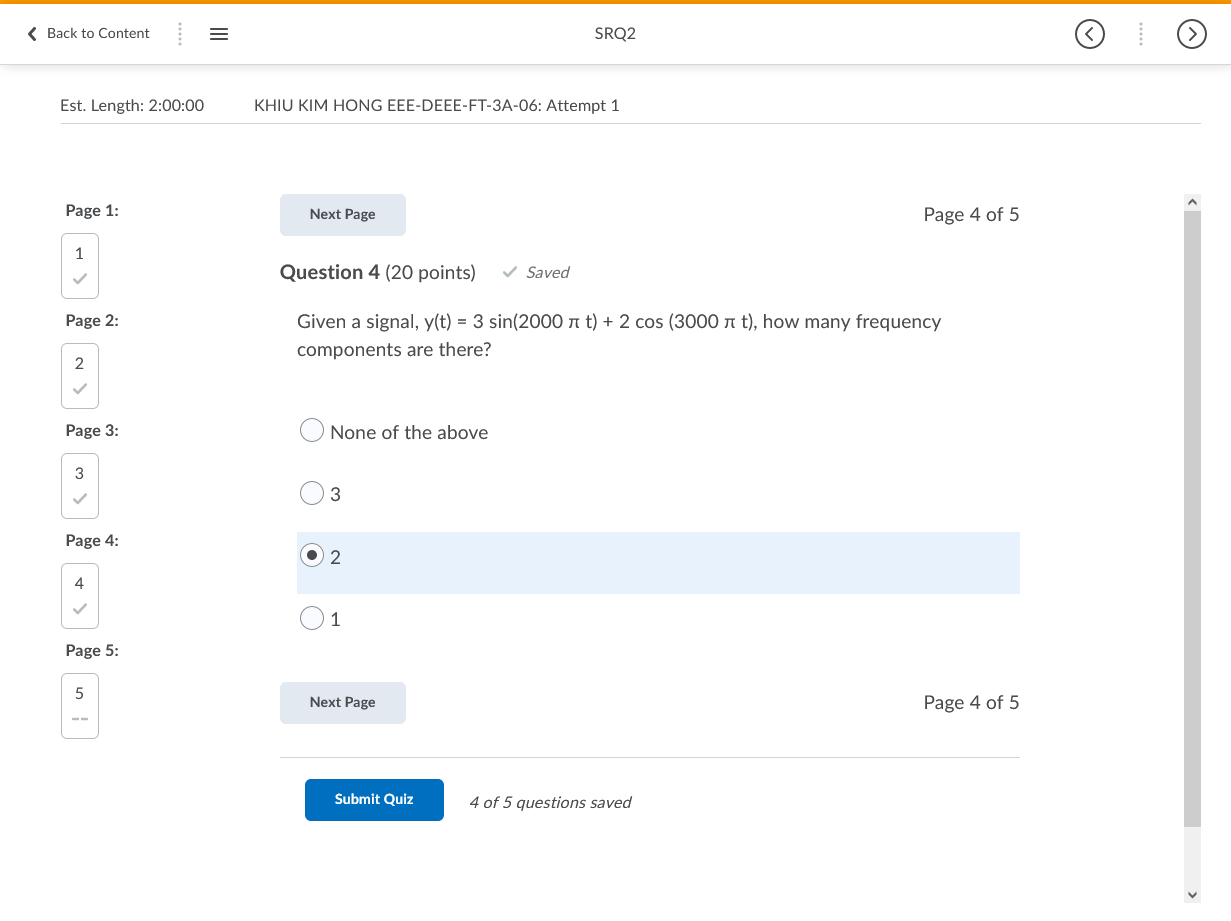 Back to Content
SRQ2
Est. Length: 2:00:00
KHIU KIM HONG EEE-DEEE-FT-3A-06: Attempt 1
Page 1:
1
Page 2:
2
Page 3:
3
Page 4:
4
Page 5:
5
--
Next Page
Page 4 of 5
Question 4 (20 points)
Saved
Given a signal, y(t) = 3 sin(2000 π t) + 2 cos (3000 π t), how many frequency
components are there?
None of the above
3
2
1
Next Page
Page 4 of 5
Submit Quiz
4 of 5 questions saved